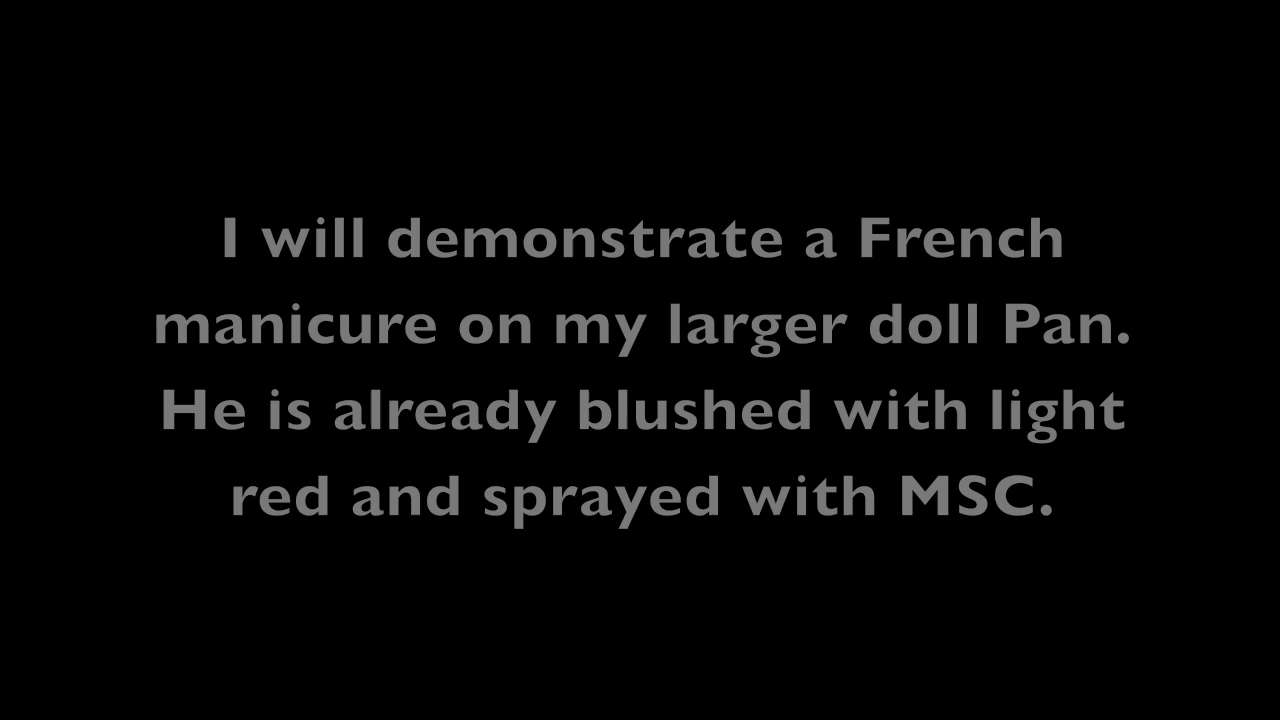 I will demonstrate a French
manicure on my larger doll Pan.
He is already blushed with light
red and sprayed with MSC.